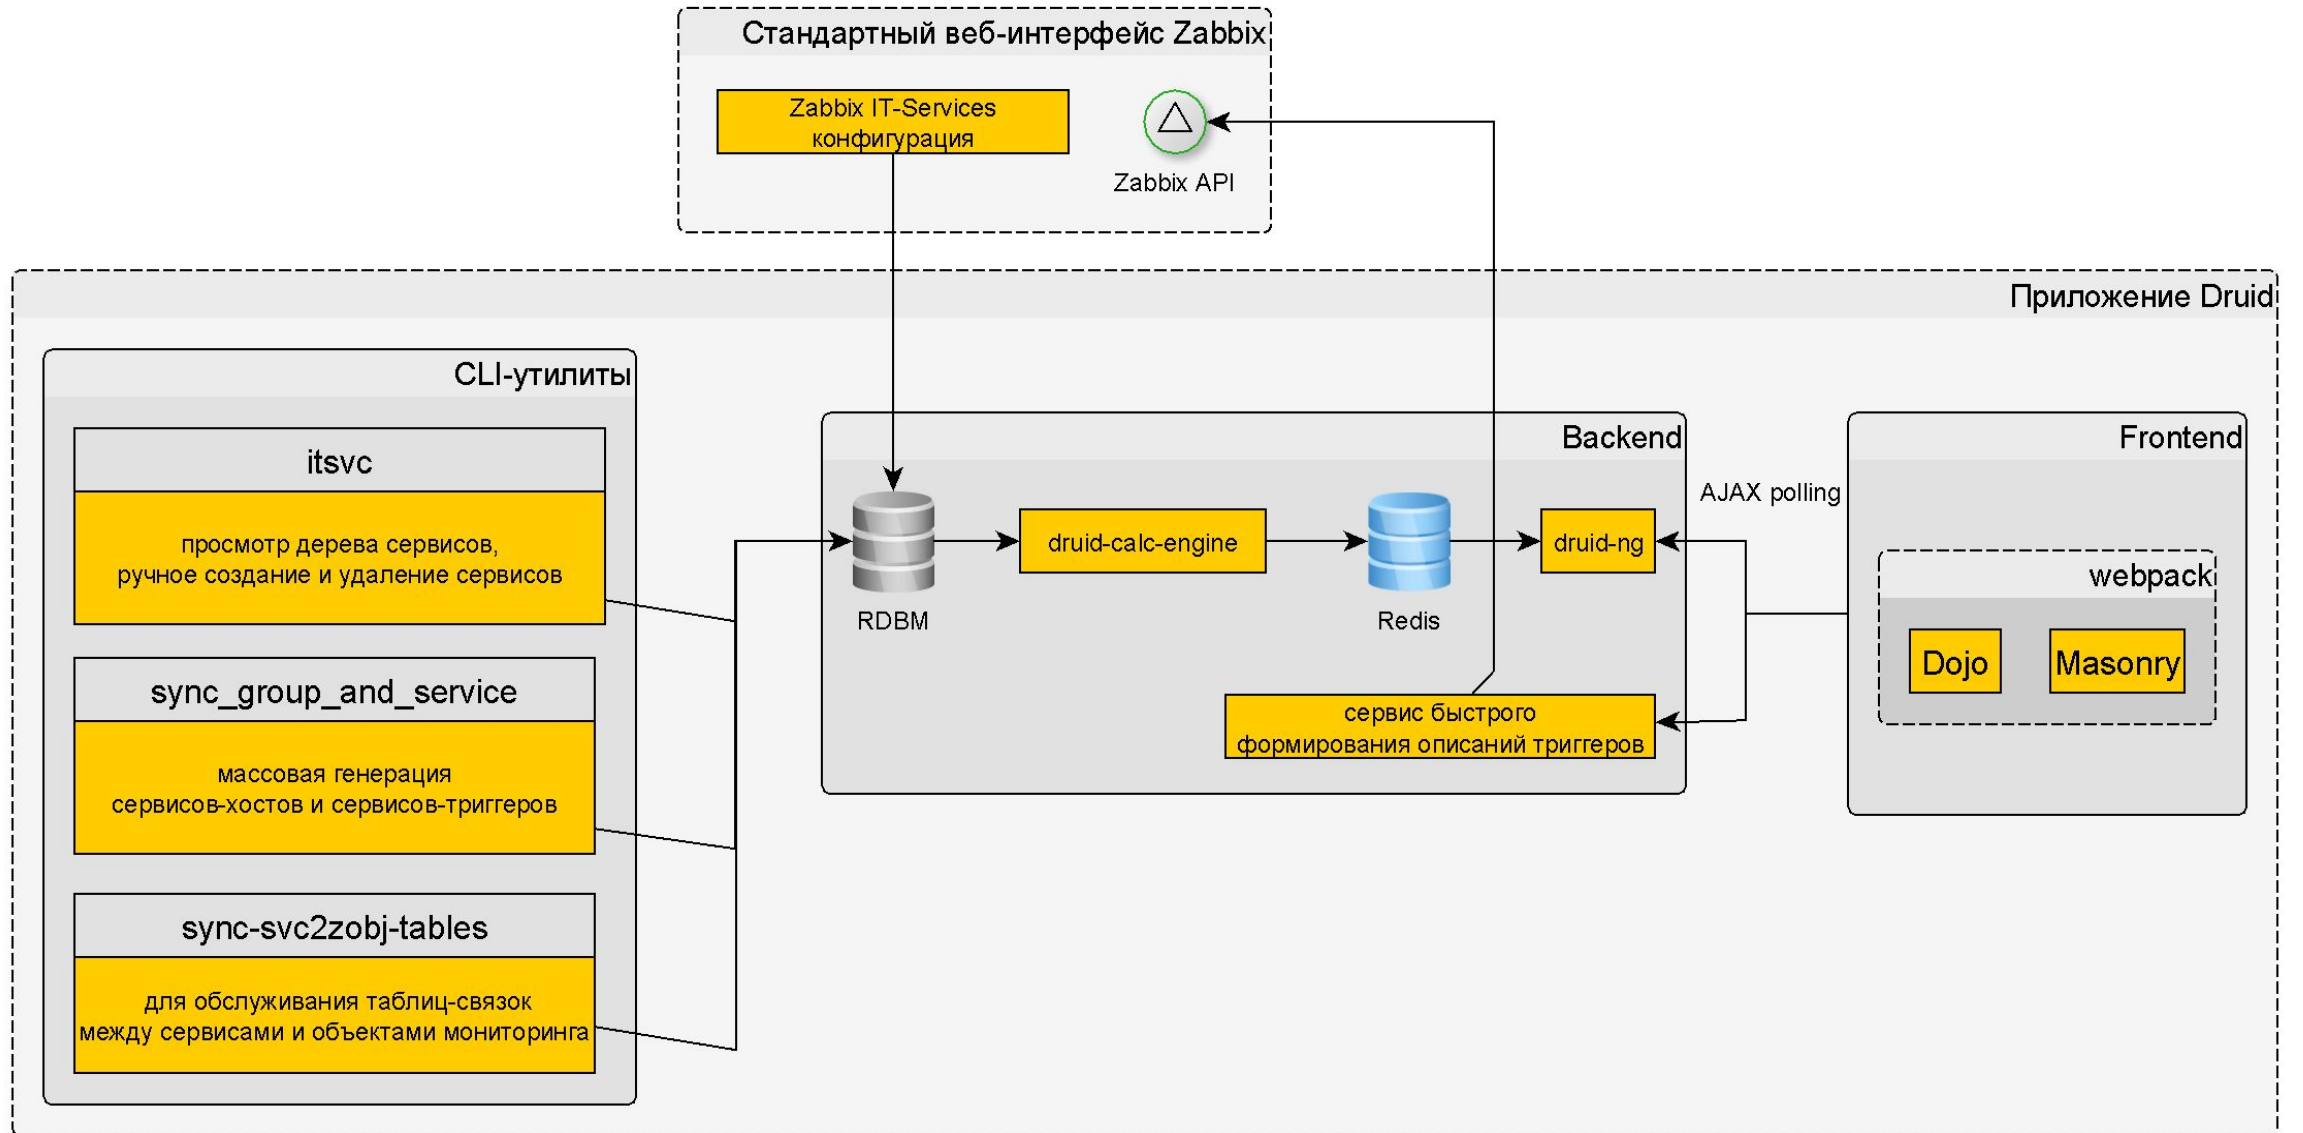 Стандартный веб-интерфейс Zabbix
Zabbix IT-Services
конфигурация
Zabbix API
Приложение Druid
CLI-утилиты
itsvc
просмотр дерева сервисов,
ручное создание и удаление сервисов
sync_group_and_service
массовая генерация
сервисов-хостов и сервисов-триггеров
sync-svc2zobj-tables
для обслуживания таблиц-связок
между сервисами и объектами мониторинга
Backend
RDBM
druid-calc-engine
Redis
druid-ng
сервис быстрого
формирования описаний триггеров
AJAX polling
Frontend
webpack
Dojo
Masonry